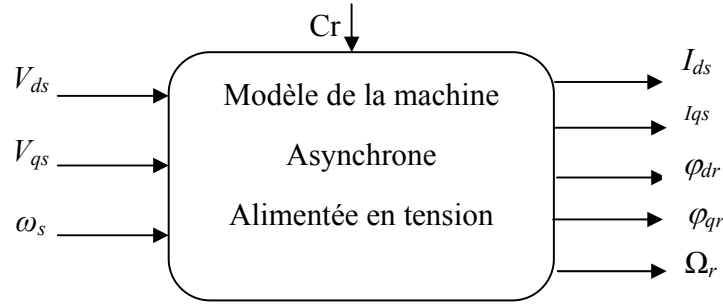 Cr
V_ds
V_qs
ω_s
Modèle de la machine
Asynchrone
Alimentée en tension
I_ds
I_qs
φ_dr
φ_qr
Ω_r